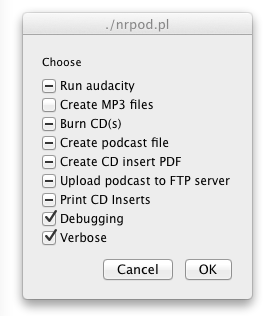 ./nrpod.pl
Choose
Run audacity
Create MP3 files
Burn CD(s)
Create podcast file
Create CD insert PDF
Upload podcast to FTP server
Print CD Inserts
Debugging
Verbose
Cancel OK